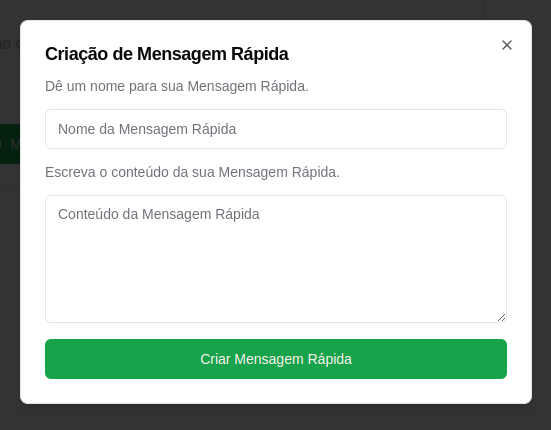 Criação de Mensagem Rápida
Dê um nome para sua Mensagem Rápida.
Nome da Mensagem Rápida
Escreva o conteúdo da sua Mensagem Rápida.
Conteúdo da Mensagem Rápida
Criar Mensagem Rápida